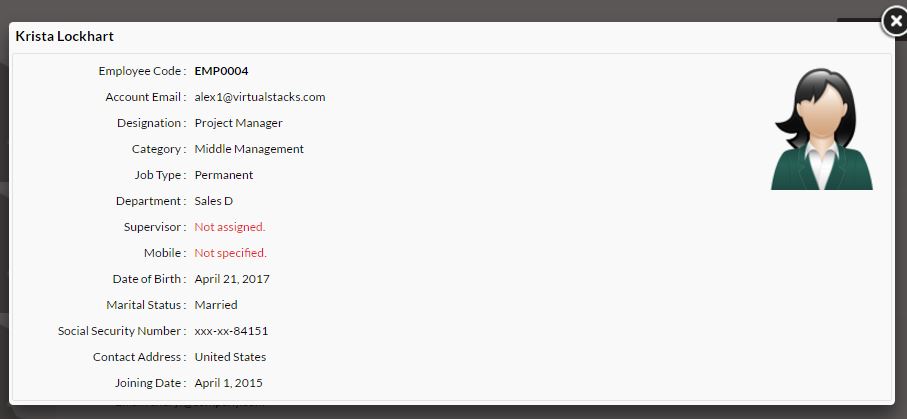 Krista Lockhart
Employee Code : EMP0004
Account Email : alex1@virtualstacks.com
Designation : Project Manager
Category : Middle Management
Job Type : Permanent
Department : Sales D
Supervisor : Not assigned.
Mobile : Not specified.
Date of Birth : April 21, 2017
Marital Status : Married
Social Security Number : xxx-xx-84151
Contact Address : United States
Joining Date : April 1, 2015